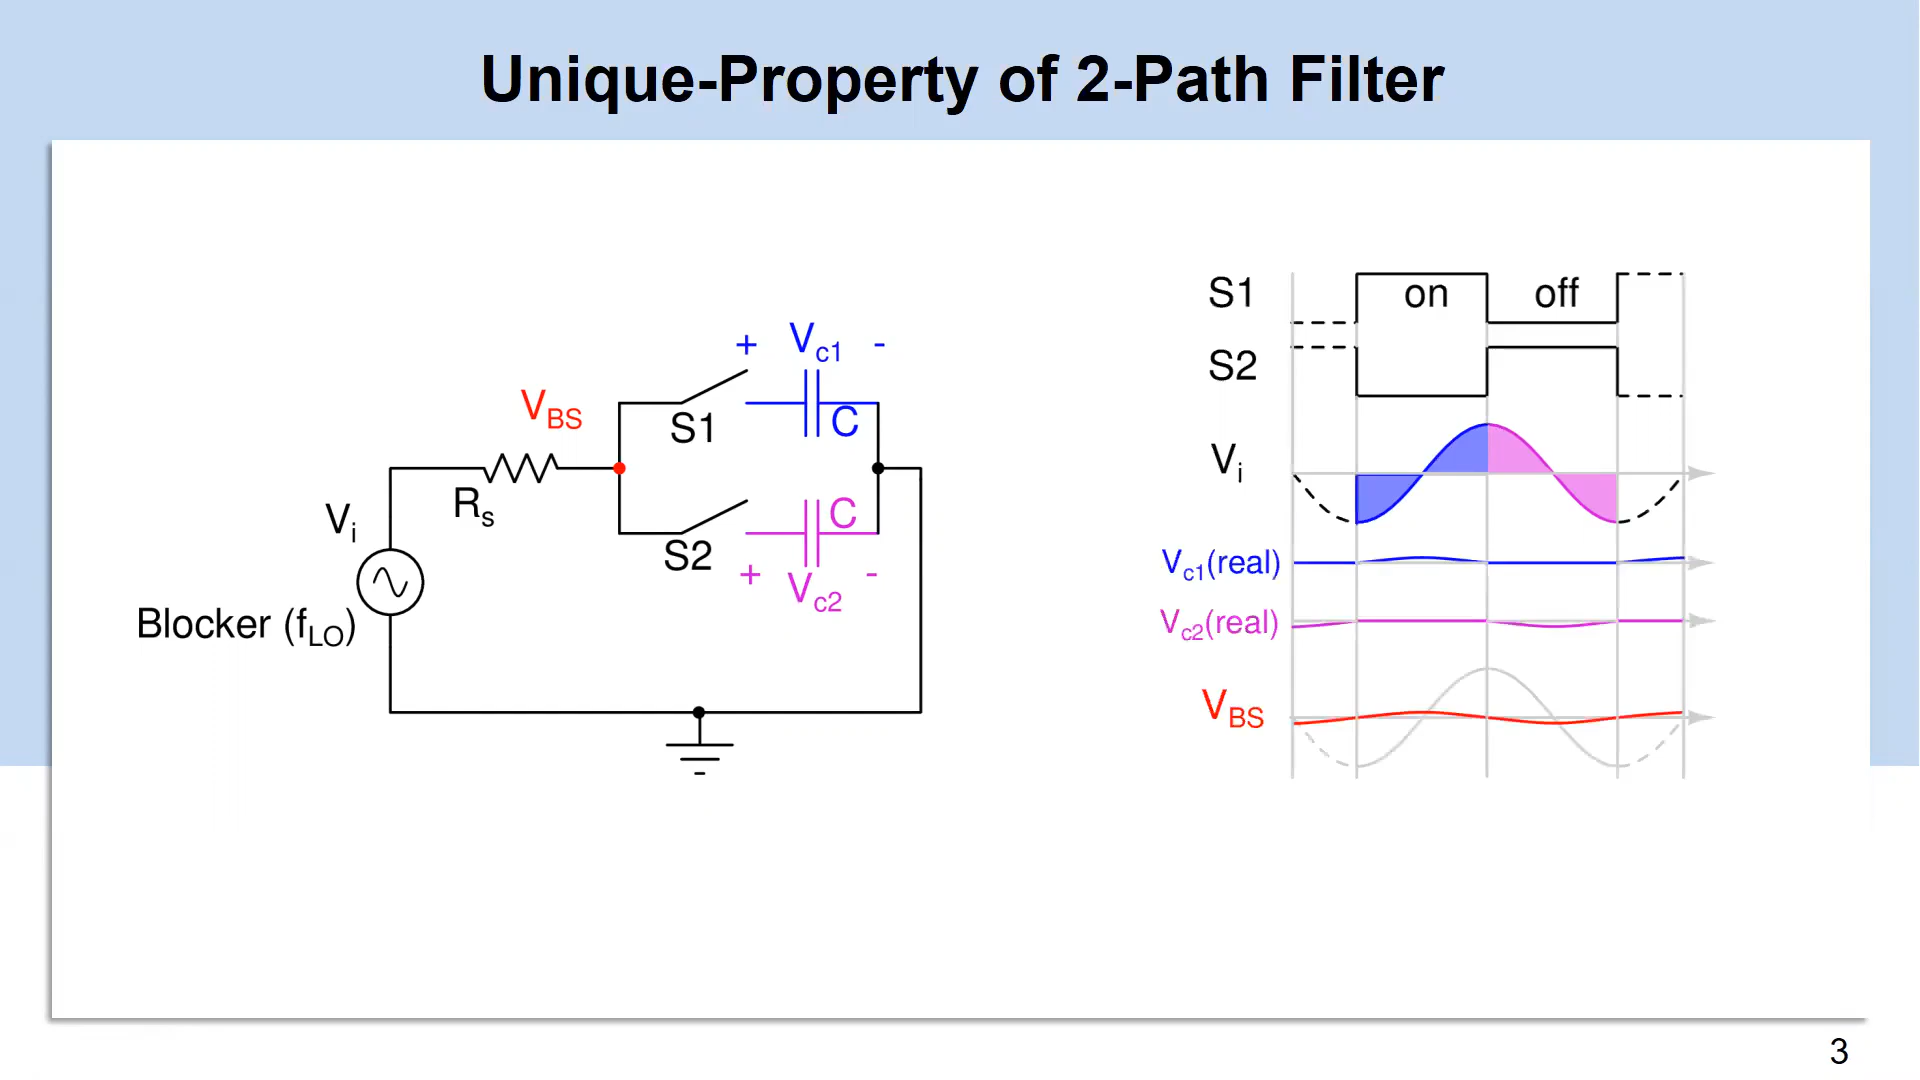 Unique-Property of 2-Path Filter
+ Vc1 -
VBS
S1
C
Rs
Vi
S2
C
+ Vc2 -
Blocker (fLO)
S1
on
off
S2
Vi
Vc1(real)
Vc2(real)
VBS
3